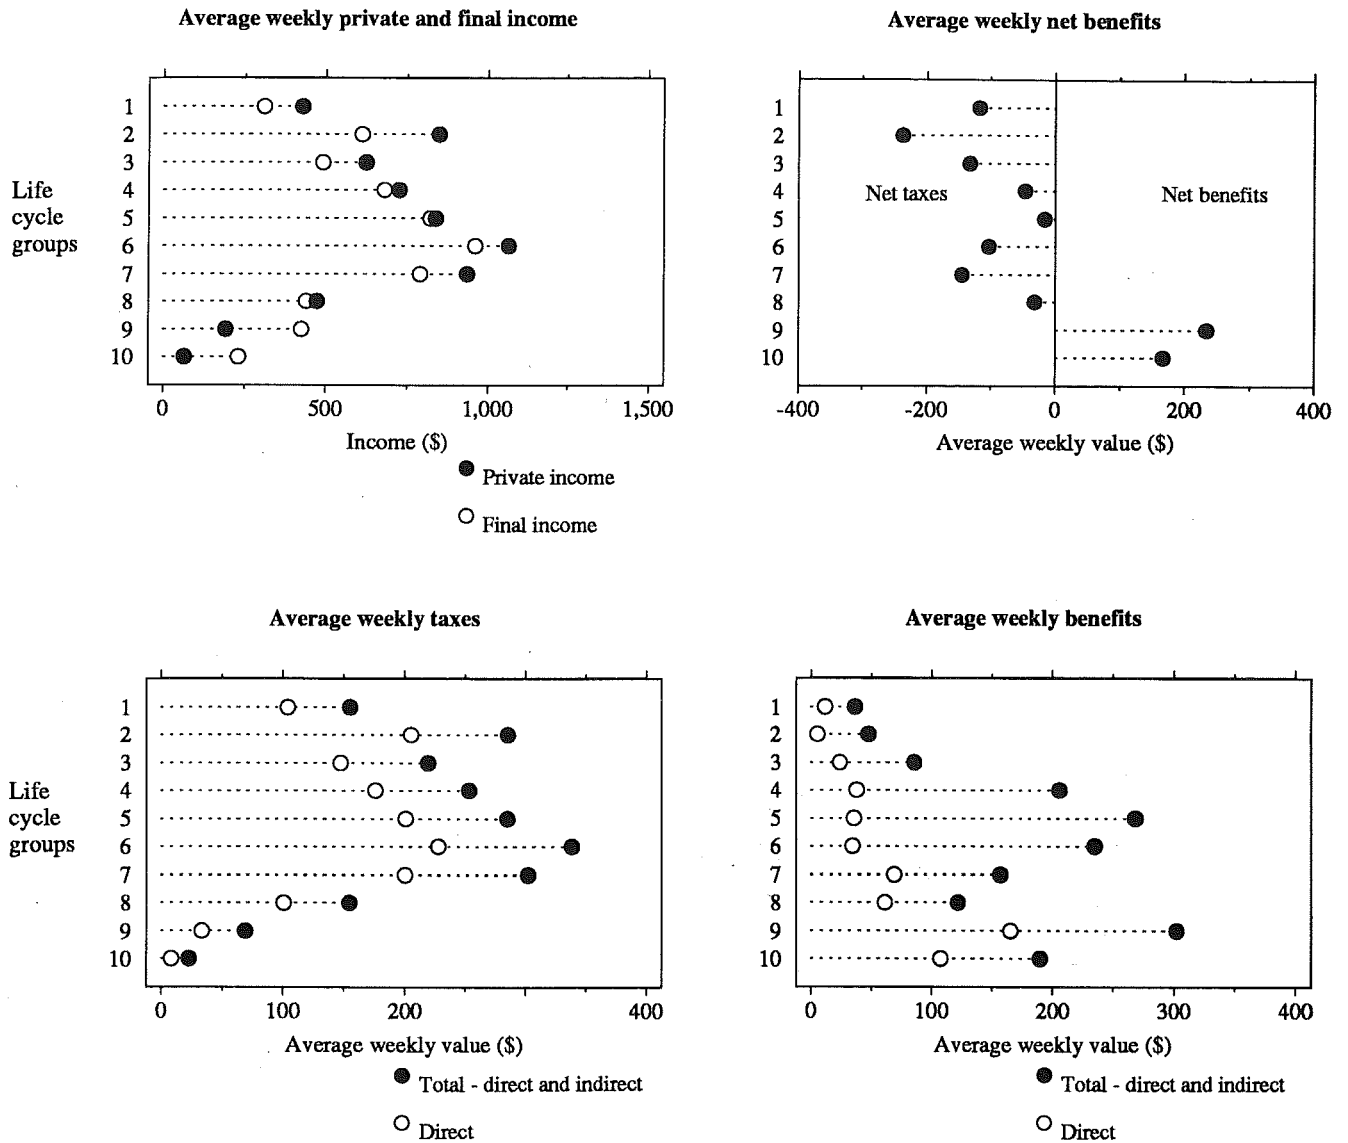 Average weekly private and final income
1
2
3
4
5
6
7
8
9
10
Life
cycle
groups
0 500 1,000 1,500
Income ($)
Private income
Final income
Average weekly net benefits
1
2
3
4
5
6
7
8
9
10
Net taxes Net benefits
-400 -200 0 200 400
Average weekly value ($)
Average weekly taxes
1
2
3
4
5
6
7
8
9
10
Life
cycle
groups
0 100 200 400
Average weekly value ($)
Total - direct and indirect
Direct
Average weekly benefits
1
2
3
4
5
6
7
8
9
10
0 100 200 300 400
Average weekly value ($)
Total - direct and indirect
Direct